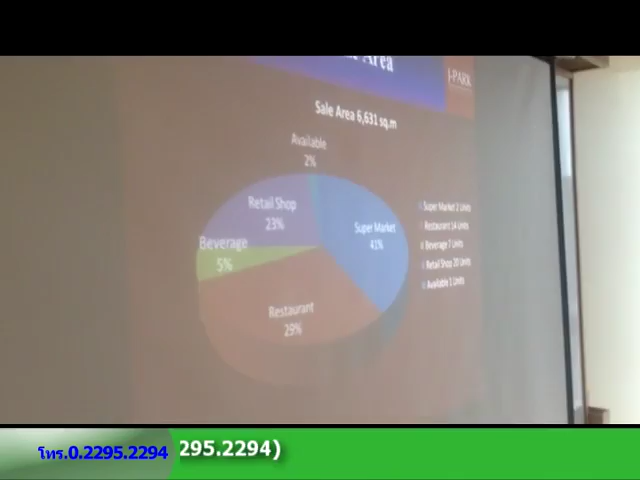 Area
J-PARK
Sale Area 6,631 sq.m
Available
2%
Retail Shop
23%
Super Market
41%
Beverage
5%
Restaurant
29%
Super Market 2 Units
Restaurant 14 Units
Beverage 7 Units
Retail Shop 20 Units
Available 1 Units
โทร.0.2295.2294
295.2294)